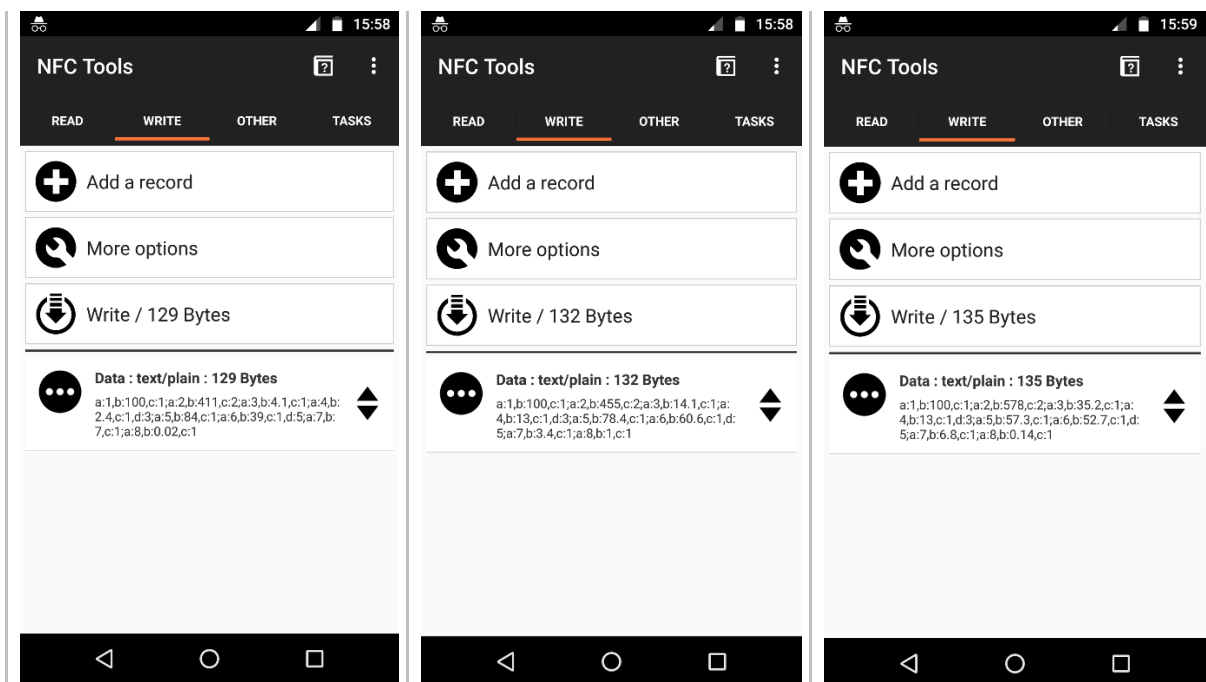 15:58
NFC Tools
READ WRITE OTHER TASKS
Add a record
More options
Write / 129 Bytes
Data : text/plain : 129 Bytes
a:1,b:100,c:1;a:2,b:411,c:2;a:3,b:4.1,c:1;a:4,b:
2.4,c:1,d:3;a:5,b:84,c:1;a:6,b:39,c:1,d:5;a:7,b:
7,c:1;a:8,b:0.02,c:1
15:58
NFC Tools
READ WRITE OTHER TASKS
Add a record
More options
Write / 132 Bytes
Data : text/plain : 132 Bytes
a:1,b:100,c:1;a:2,b:455,c:2;a:3,b:14.1,c:1;a:
4,b:13,c:1,d:3;a:5,b:78.4,c:1;a:6,b:60.6,c:1,d:
5;a:7,b:3.4,c:1;a:8,b:1,c:1
15:59
NFC Tools
READ WRITE OTHER TASKS
Add a record
More options
Write / 135 Bytes
Data : text/plain : 135 Bytes
a:1,b:100,c:1;a:2,b:578,c:2;a:3,b:35.2,c:1;a:
4,b:13,c:1,d:3;a:5,b:57.3,c:1;a:6,b:52.7,c:1,d:
5;a:7,b:6.8,c:1;a:8,b:0.14,c:1